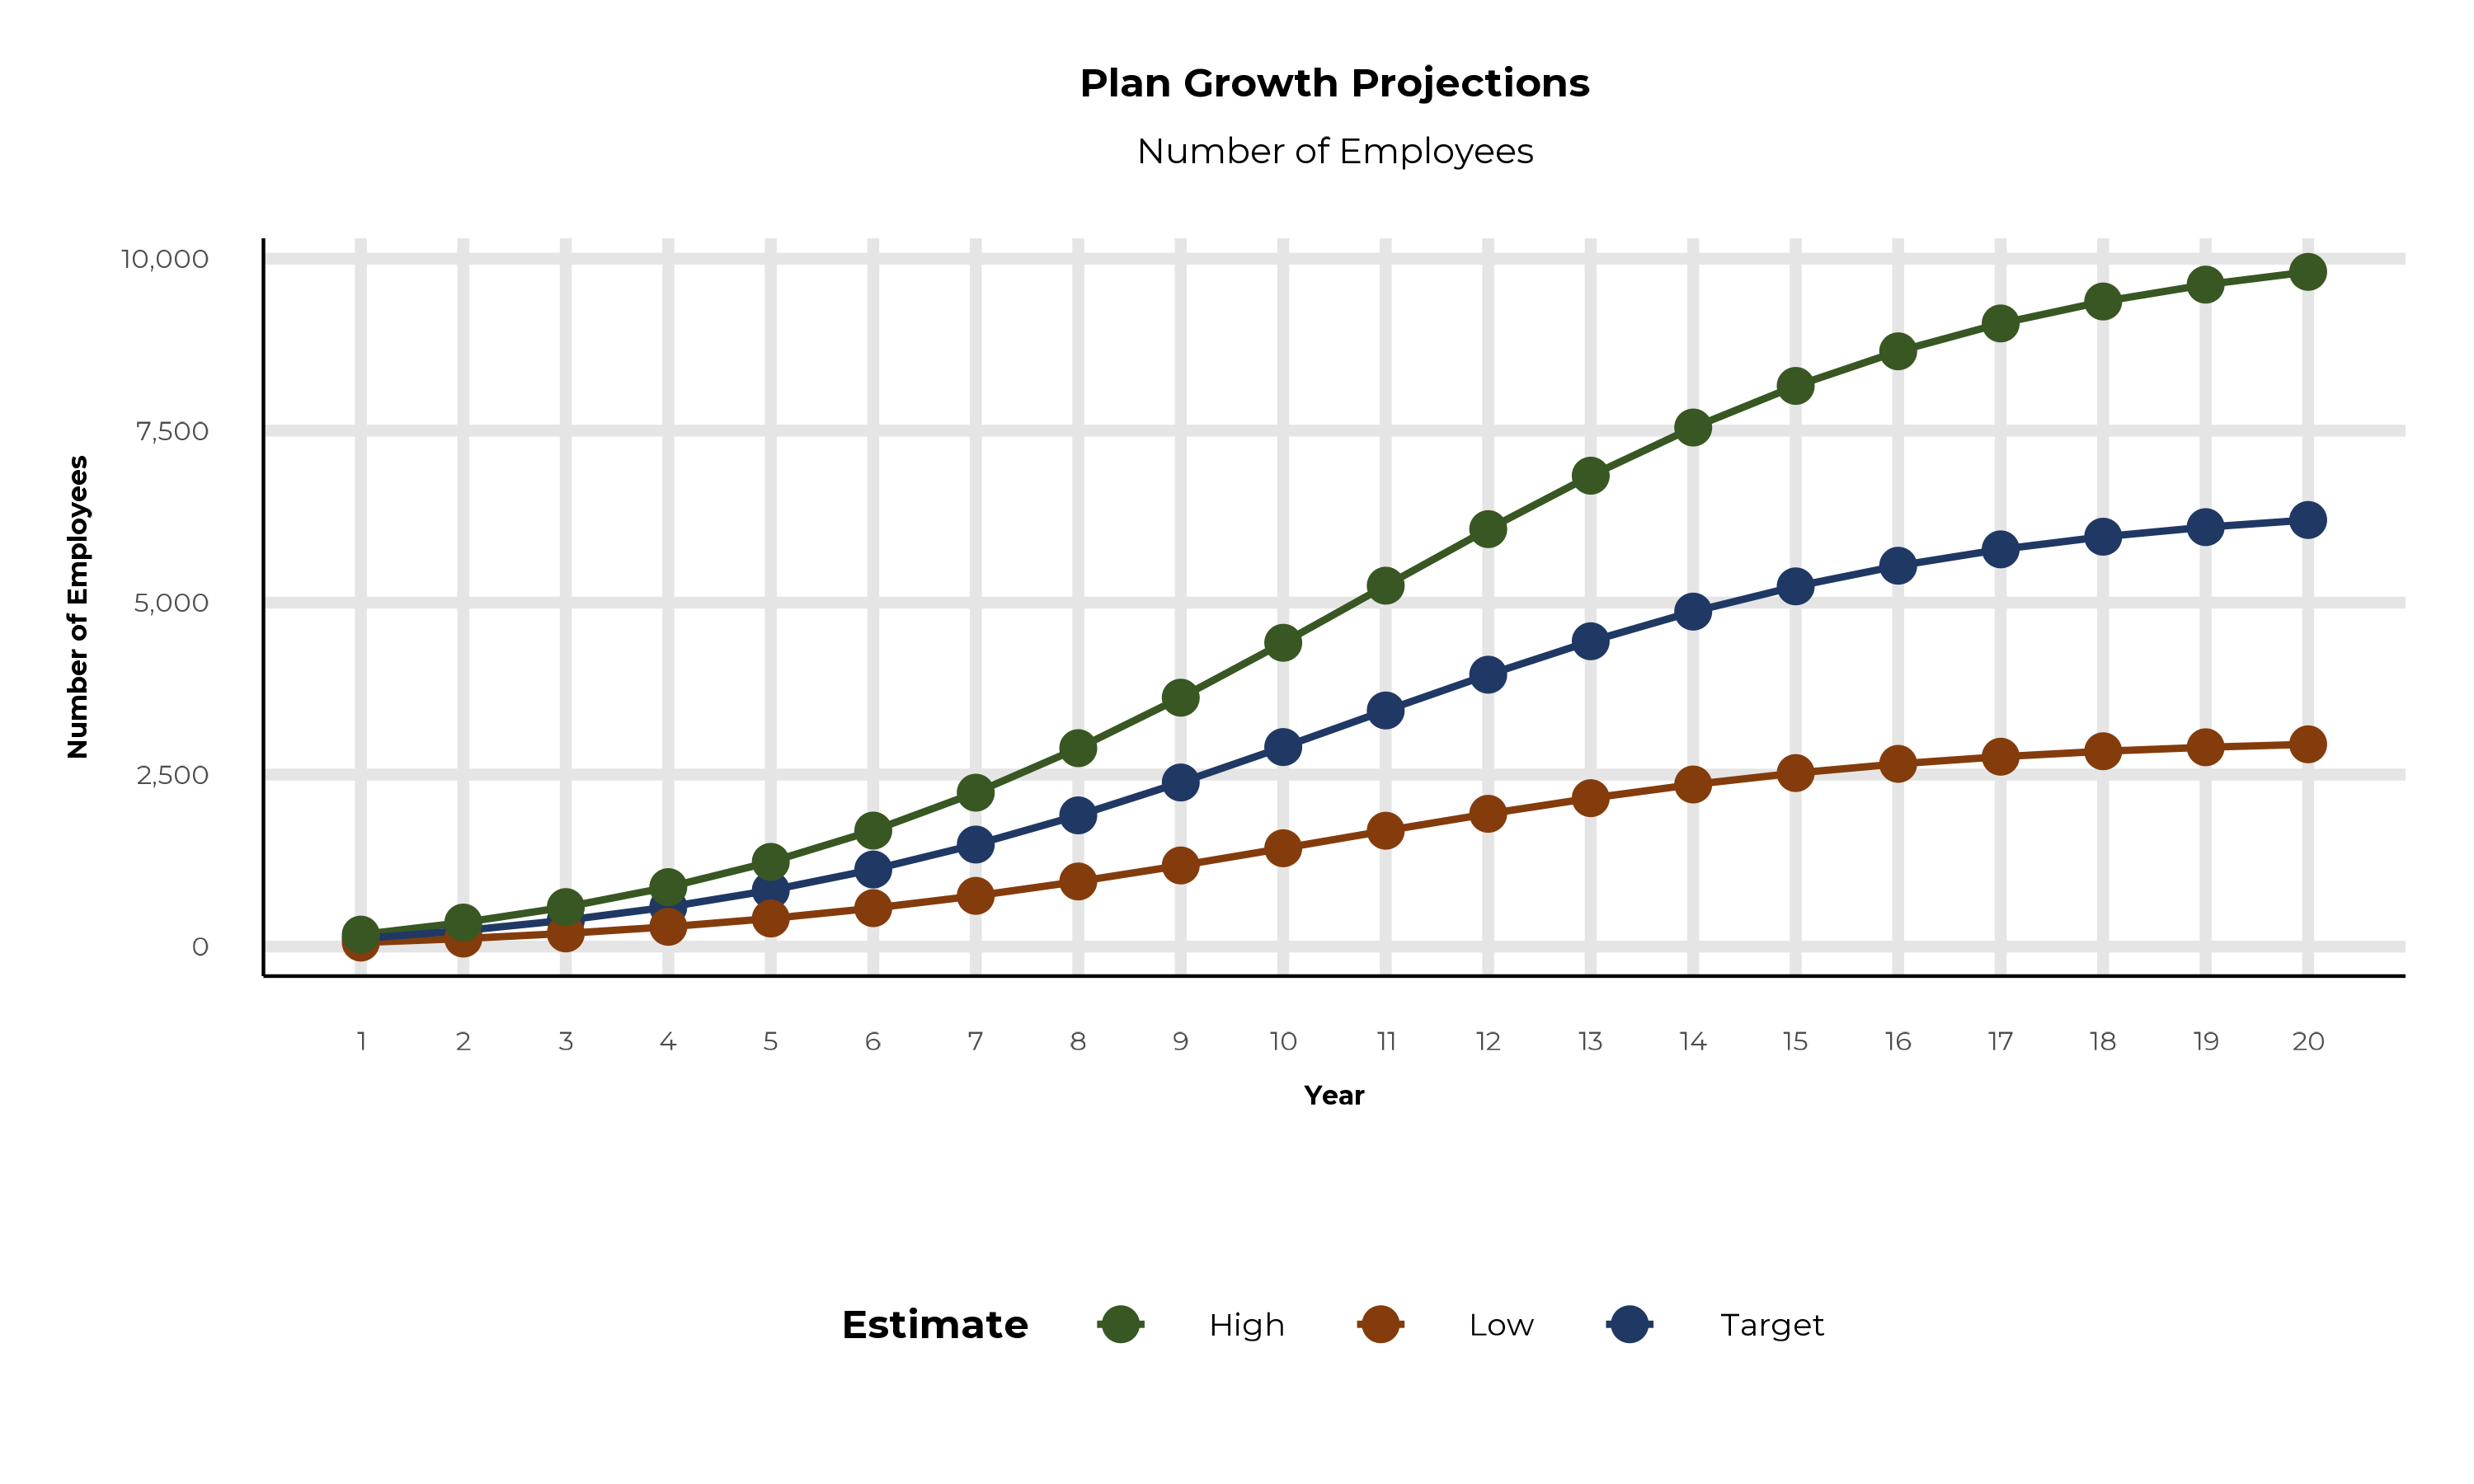 Plan Growth Projections
Number of Employees
10,000
7,500
5,000
2,500
0
Number of Employees
1 2 3 4 5 6 7 8 9 10 11 12 13 14 15 16 17 18 19 20
Year
Estimate High Low Target